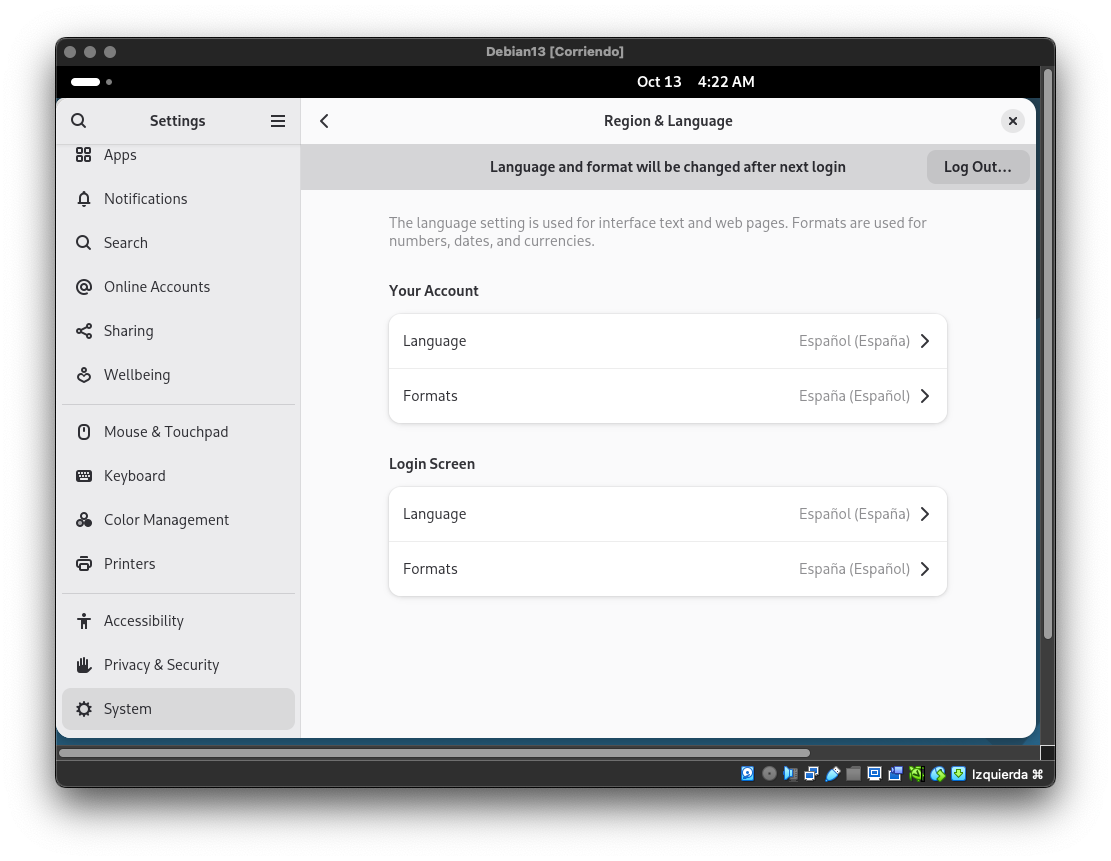 Debian13 [Corriendo]
Oct 13 4:22 AM
Settings
Region & Language
Apps
Notifications
Search
Online Accounts
Sharing
Wellbeing
Mouse & Touchpad
Keyboard
Color Management
Printers
Accessibility
Privacy & Security
System
Language and format will be changed after next login
Log Out...
The language setting is used for interface text and web pages. Formats are used for
numbers, dates, and currencies.
Your Account
Language Español (España)
Formats España (Español)
Login Screen
Language Español (España)
Formats España (Español)
Izquierda ⌘